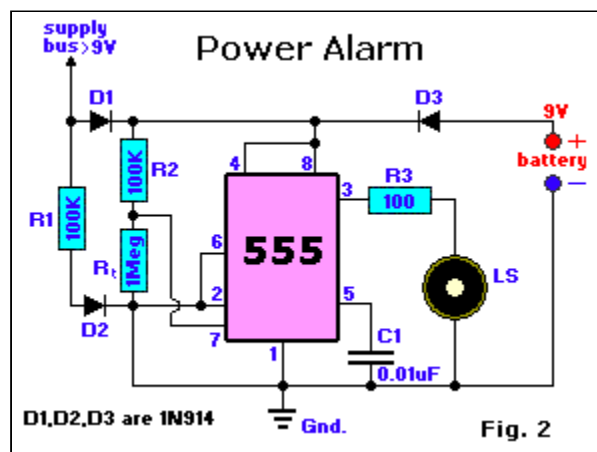 supply
bus>9V
Power Alarm
D1
D3
9V
+
battery
−
4
8
R2
100K
3
R3
100
R1
100K
555
6
Rt
1Meg
LS
2
5
D2
7
C1
1
0.01uF
D1,D2,D3 are 1N914
Gnd.
Fig. 2